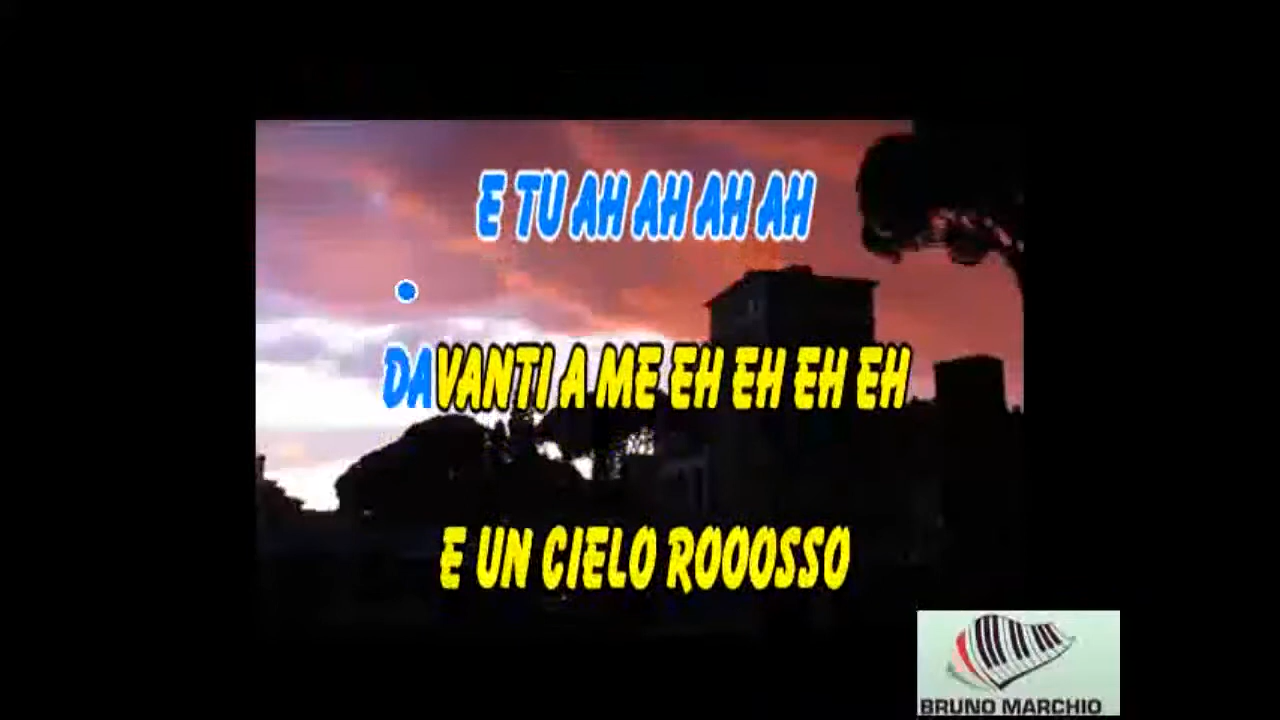 E TU AH AH AH AH
DAVANTI A ME EH EH EH EH
E UN CIELO ROOOSSO
BRUNO MARCHIO